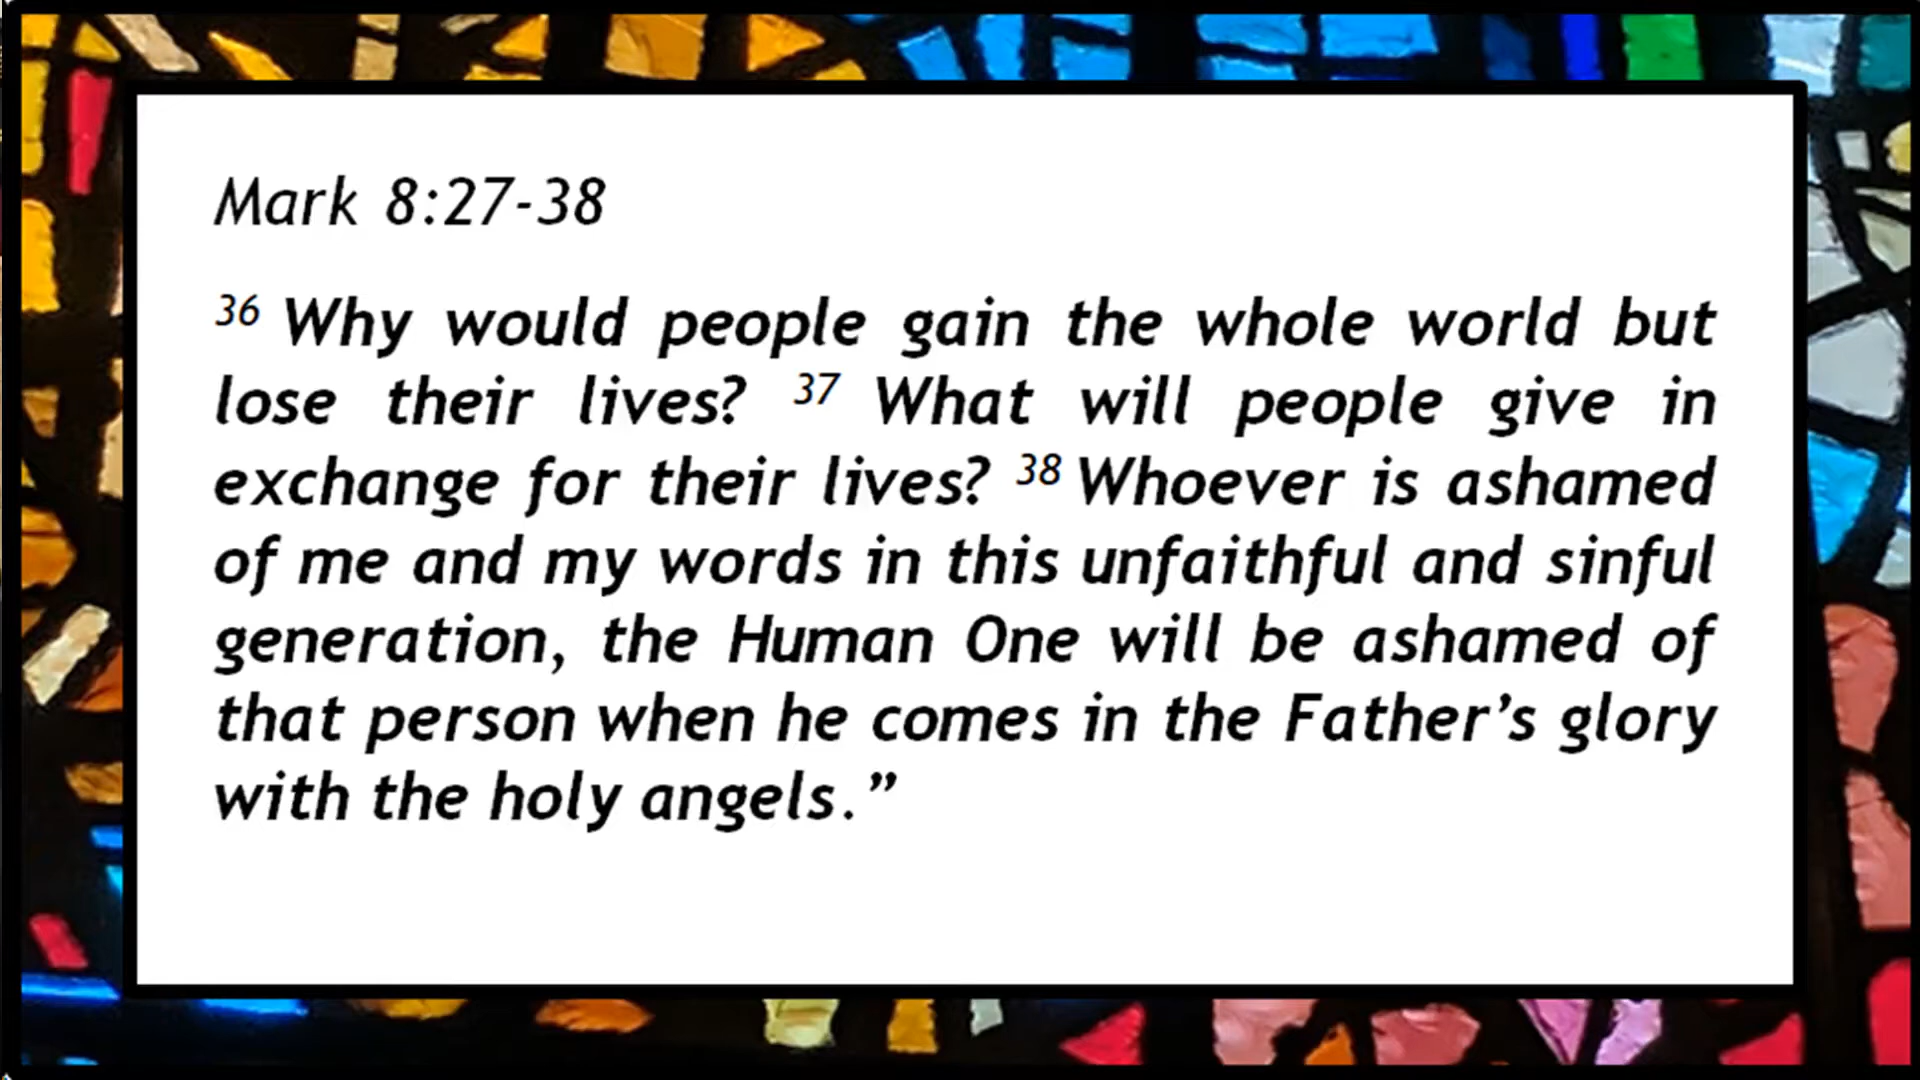 Mark 8:27-38
36 Why would people gain the whole world but
lose their lives? 37 What will people give in
exchange for their lives? 38 Whoever is ashamed
of me and my words in this unfaithful and sinful
generation, the Human One will be ashamed of
that person when he comes in the Father’s glory
with the holy angels.”